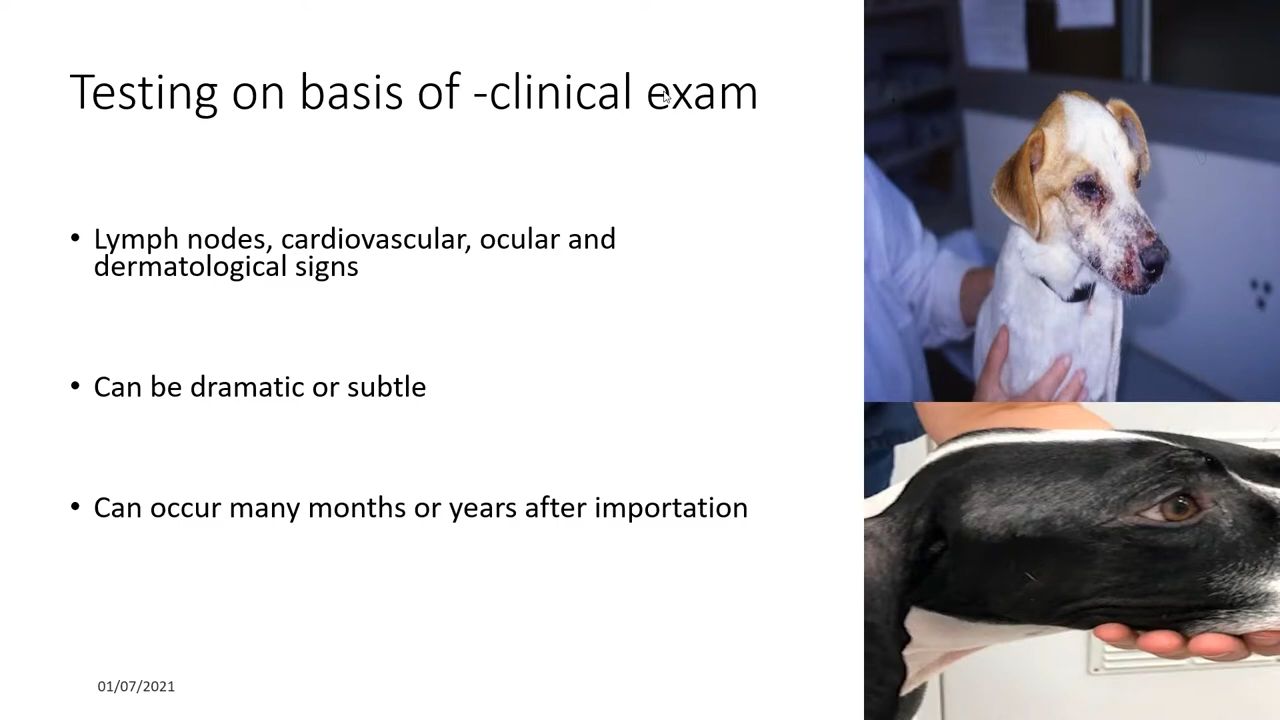 Testing on basis of -clinical exam
• Lymph nodes, cardiovascular, ocular and
dermatological signs
• Can be dramatic or subtle
• Can occur many months or years after importation
01/07/2021